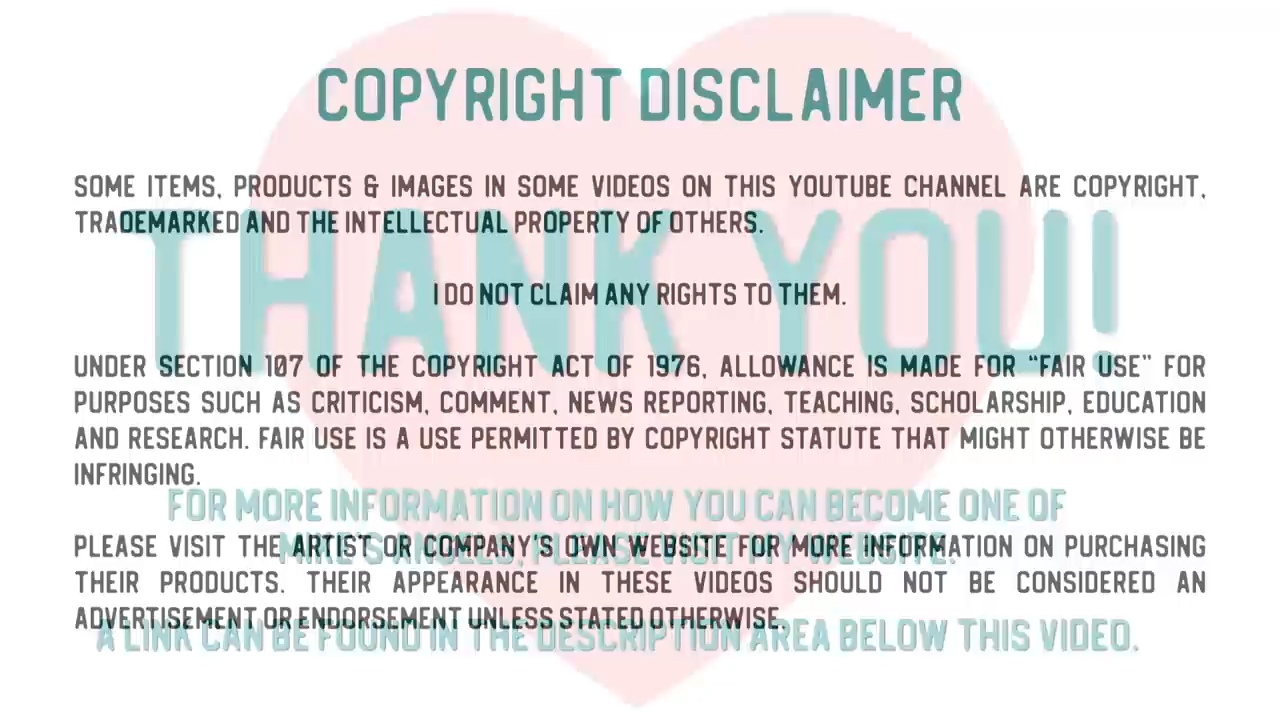 COPYRIGHT DISCLAIMER
SOME ITEMS, PRODUCTS & IMAGES IN SOME VIDEOS ON THIS YOUTUBE CHANNEL ARE COPYRIGHT,
TRADEMARKED AND THE INTELLECTUAL PROPERTY OF OTHERS.
THANK YOU!
I DO NOT CLAIM ANY RIGHTS TO THEM.
UNDER SECTION 107 OF THE COPYRIGHT ACT OF 1976, ALLOWANCE IS MADE FOR “FAIR USE” FOR
PURPOSES SUCH AS CRITICISM, COMMENT, NEWS REPORTING, TEACHING, SCHOLARSHIP, EDUCATION
AND RESEARCH. FAIR USE IS A USE PERMITTED BY COPYRIGHT STATUTE THAT MIGHT OTHERWISE BE
INFRINGING.
FOR MORE INFORMATION ON HOW YOU CAN BECOME ONE OF
MIKE'S ANGELS, PLEASE VISIT MY WEBSITE.
PLEASE VISIT THE ARTIST OR COMPANY'S OWN WEBSITE FOR MORE INFORMATION ON PURCHASING
THEIR PRODUCTS. THEIR APPEARANCE IN THESE VIDEOS SHOULD NOT BE CONSIDERED AN
ADVERTISEMENT OR ENDORSEMENT UNLESS STATED OTHERWISE.
A LINK CAN BE FOUND IN THE DESCRIPTION AREA BELOW THIS VIDEO.